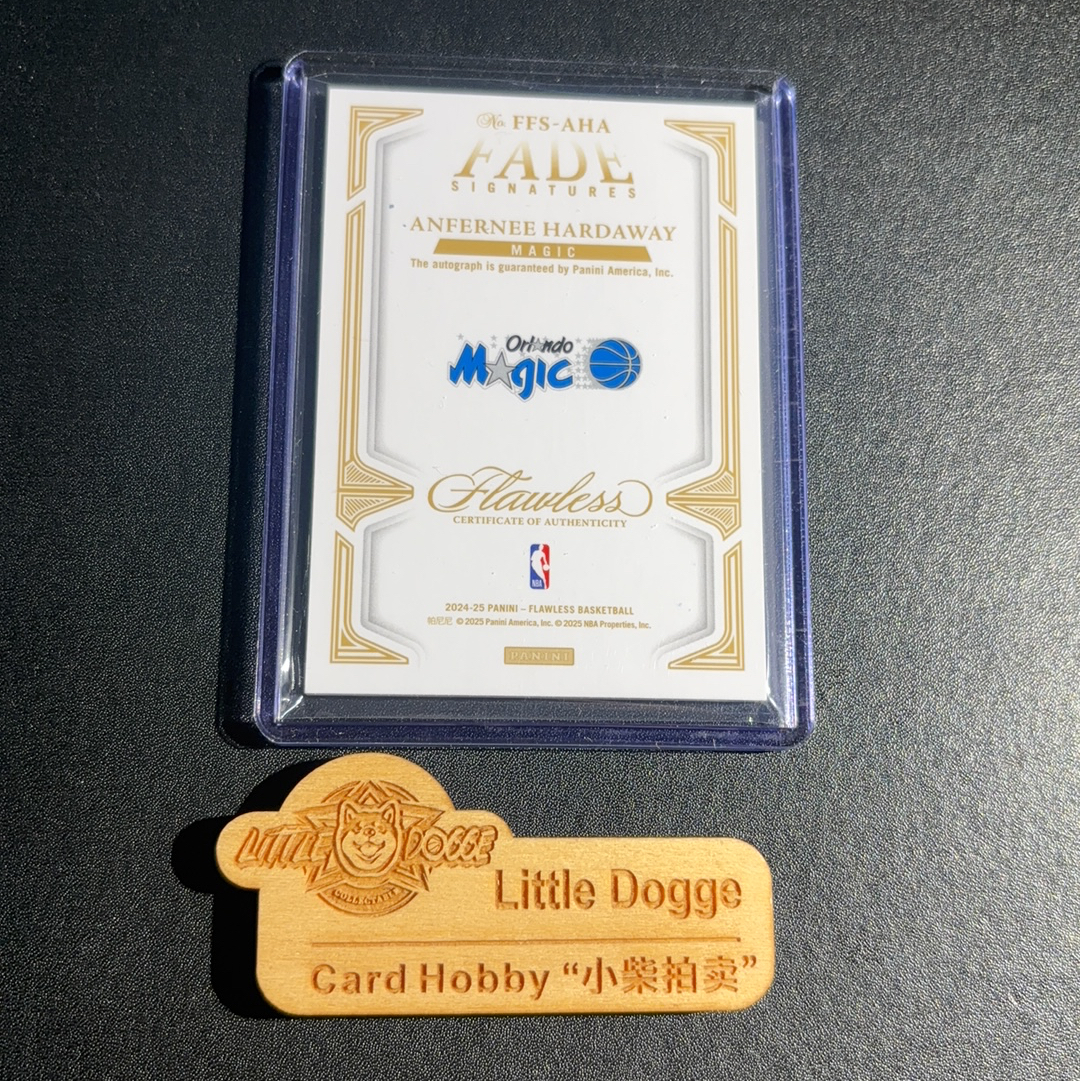 No. FFS-AHA
FADE
SIGNATURES
ANFERNEE HARDAWAY
MAGIC
The autograph is guaranteed by Panini America, Inc.
Orlando
Magic
Flawless
CERTIFICATE OF AUTHENTICITY
NBA
2024-25 PANINI – FLAWLESS BASKETBALL
帕尼尼 © 2025 Panini America, Inc. © 2025 NBA Properties, Inc.
PANINI
LITTLE DOGGE
COLLECTABLE
Little Dogge
Card Hobby “小柴拍卖”